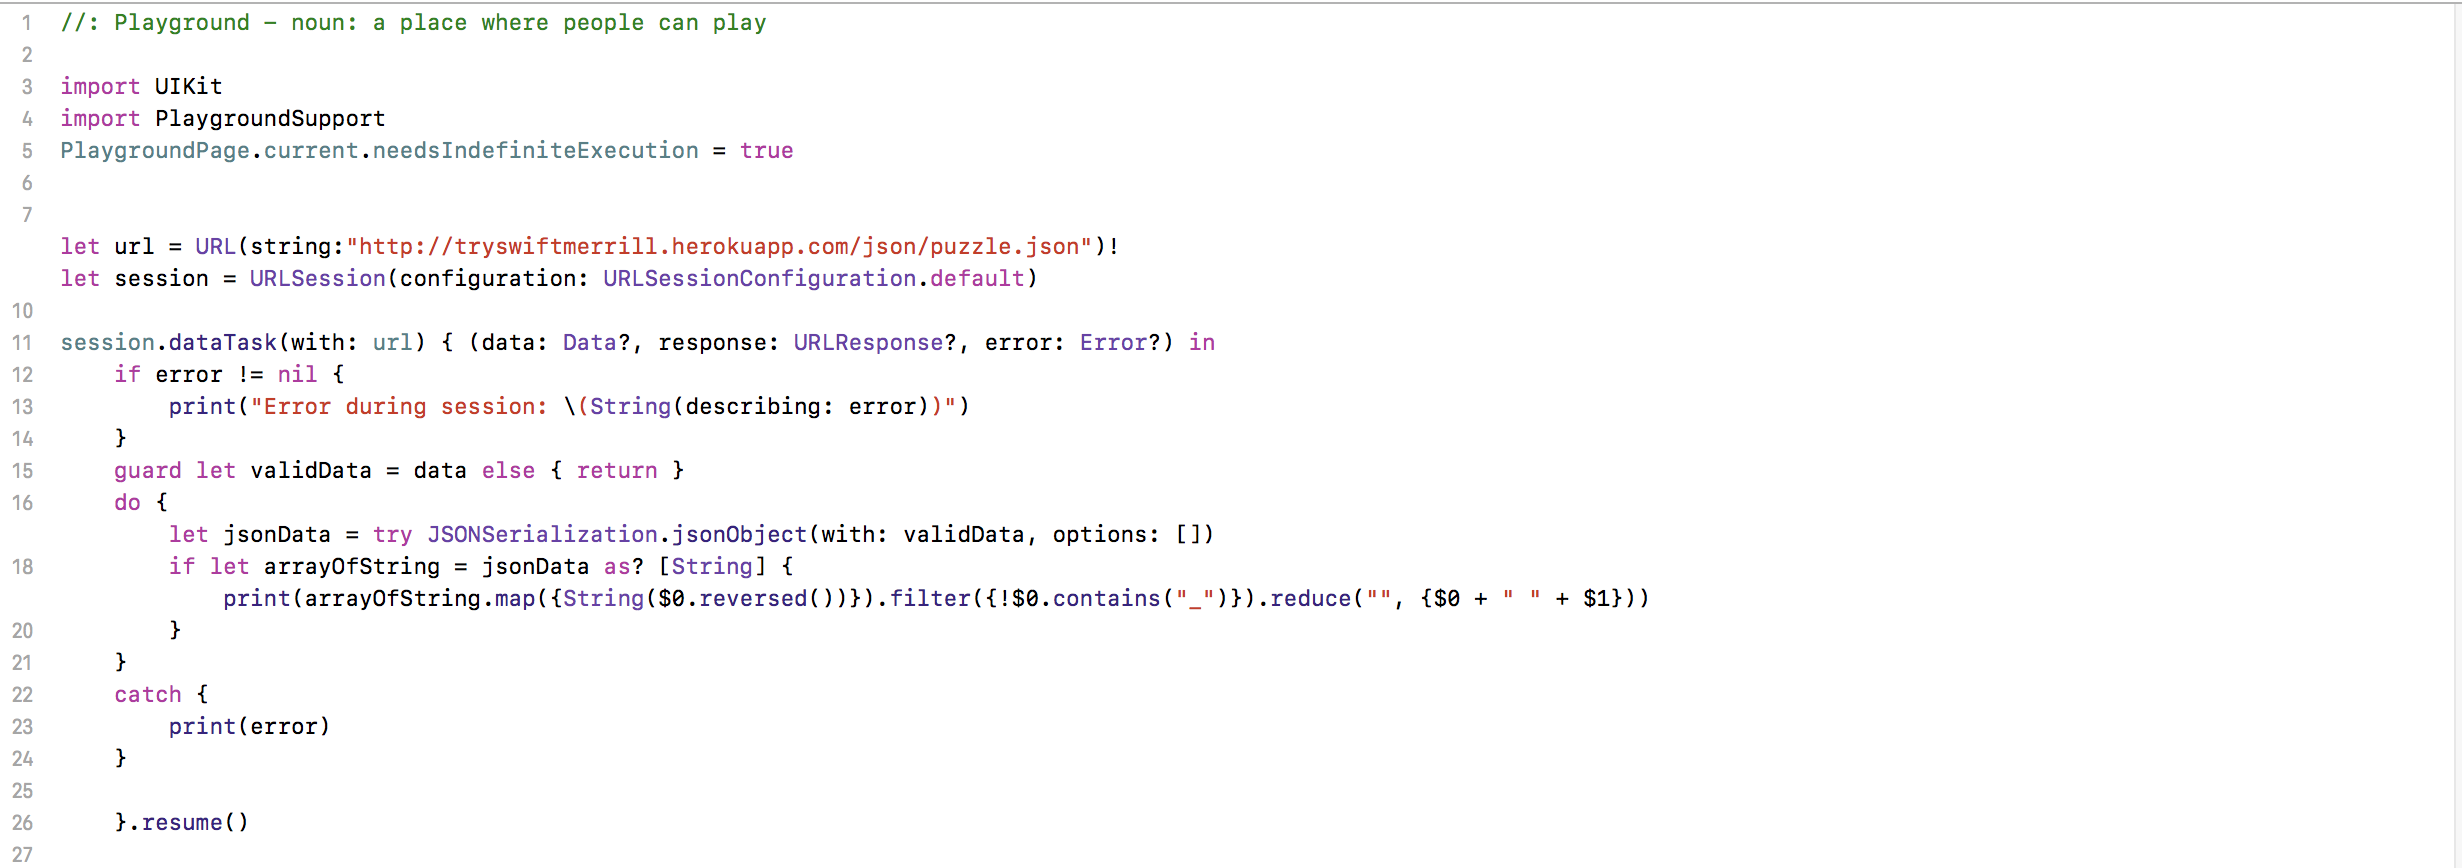 1 //: Playground – noun: a place where people can play
2
3 import UIKit
4 import PlaygroundSupport
5 PlaygroundPage.current.needsIndefiniteExecution = true
6
7
let url = URL(string:"http://tryswiftmerrill.herokuapp.com/json/puzzle.json")!
let session = URLSession(configuration: URLSessionConfiguration.default)
10
11 session.dataTask(with: url) { (data: Data?, response: URLResponse?, error: Error?) in
12     if error != nil {
13         print("Error during session: \(String(describing: error))")
14     }
15     guard let validData = data else { return }
16     do {
        let jsonData = try JSONSerialization.jsonObject(with: validData, options: [])
18         if let arrayOfString = jsonData as? [String] {
            print(arrayOfString.map({String($0.reversed())}).filter({!$0.contains("_")}).reduce("", {$0 + " " + $1}))
20         }
21     }
22     catch {
23         print(error)
24     }
25
26     }.resume()
27